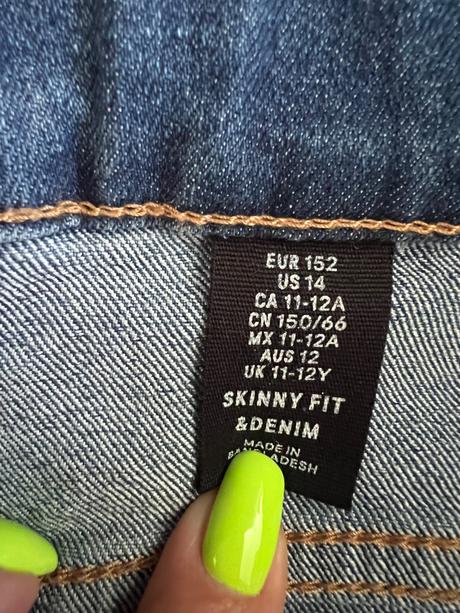 EUR 152
US 14
CA 11-12A
CN 150/66
MX 11-12A
AUS 12
UK 11-12Y
SKINNY FIT
&DENIM
MADE IN
BANGLADESH